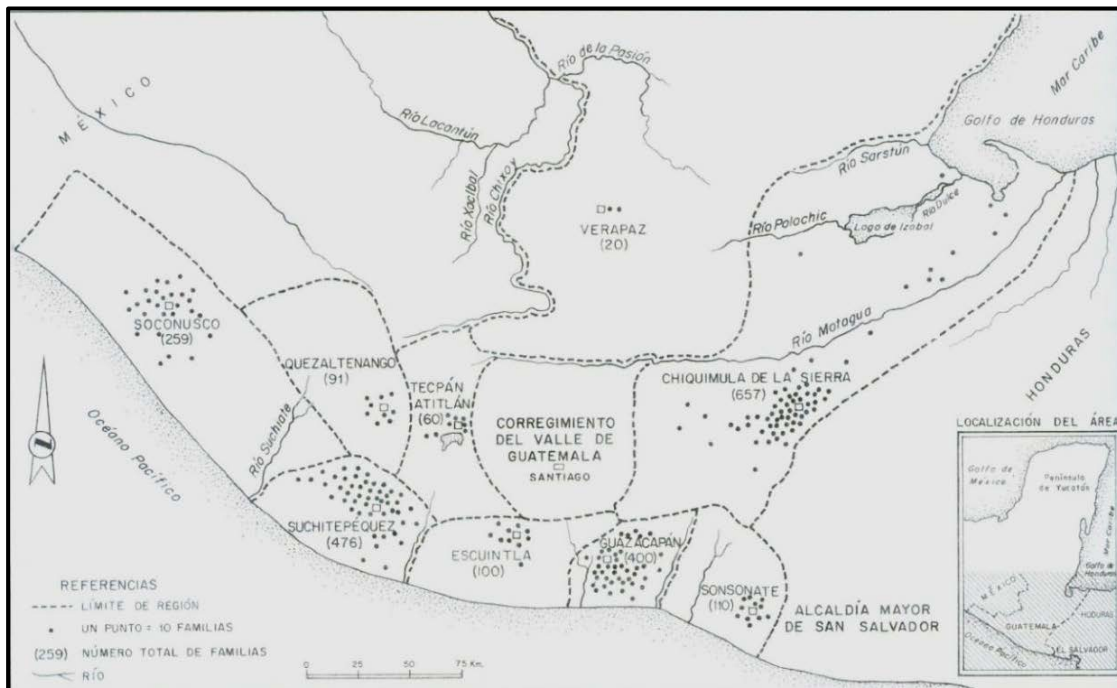 MÉXICO
Río de la Pasión
Río Lacantún
Río Xaclbal
Río Chixoy
Mar Caribe
Golfo de Honduras
Río Sarstún
Río Dulce
Río Polochic
Lago de Izabal
VERAPAZ
(20)
SOCONUSCO
(259)
QUEZALTENANGO
(91)
TECPÁN
ATITLÁN
(60)
CORREGIMIENTO
DEL VALLE DE
GUATEMALA
SANTIAGO
Río Motagua
CHIQUIMULA DE LA SIERRA
(657)
HONDURAS
Océano Pacífico
Río Suchiate
SUCHITEPÉQUEZ
(476)
ESCUINTLA
(100)
GUAZACAPÁN
(400)
SONSONATE
(110)
ALCALDÍA MAYOR
DE SAN SALVADOR
REFERENCIAS
LÍMITE DE REGIÓN
UN PUNTO = 10 FAMILIAS
(259) NÚMERO TOTAL DE FAMILIAS
RÍO
0 25 50 75 Km.
LOCALIZACIÓN DEL ÁREA
Golfo de
México
Península
de Yucatán
Mar Caribe
Golfo de
Honduras
MÉXICO
GUATEMALA
HODURAS
EL SALVADOR
Océano Pacífico